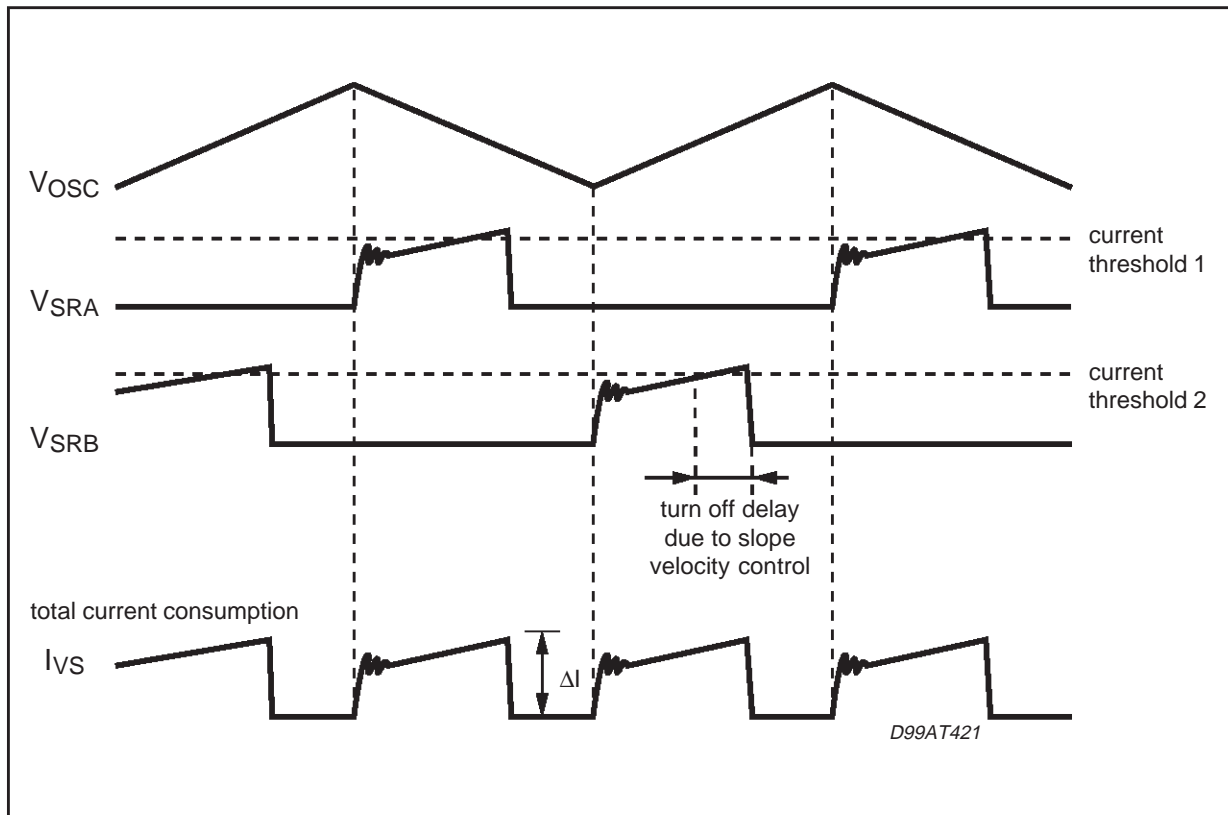 VOSC
current
threshold 1
VSRA
current
threshold 2
VSRB
turn off delay
due to slope
velocity control
total current consumption
IVS
ΔI
D99AT421